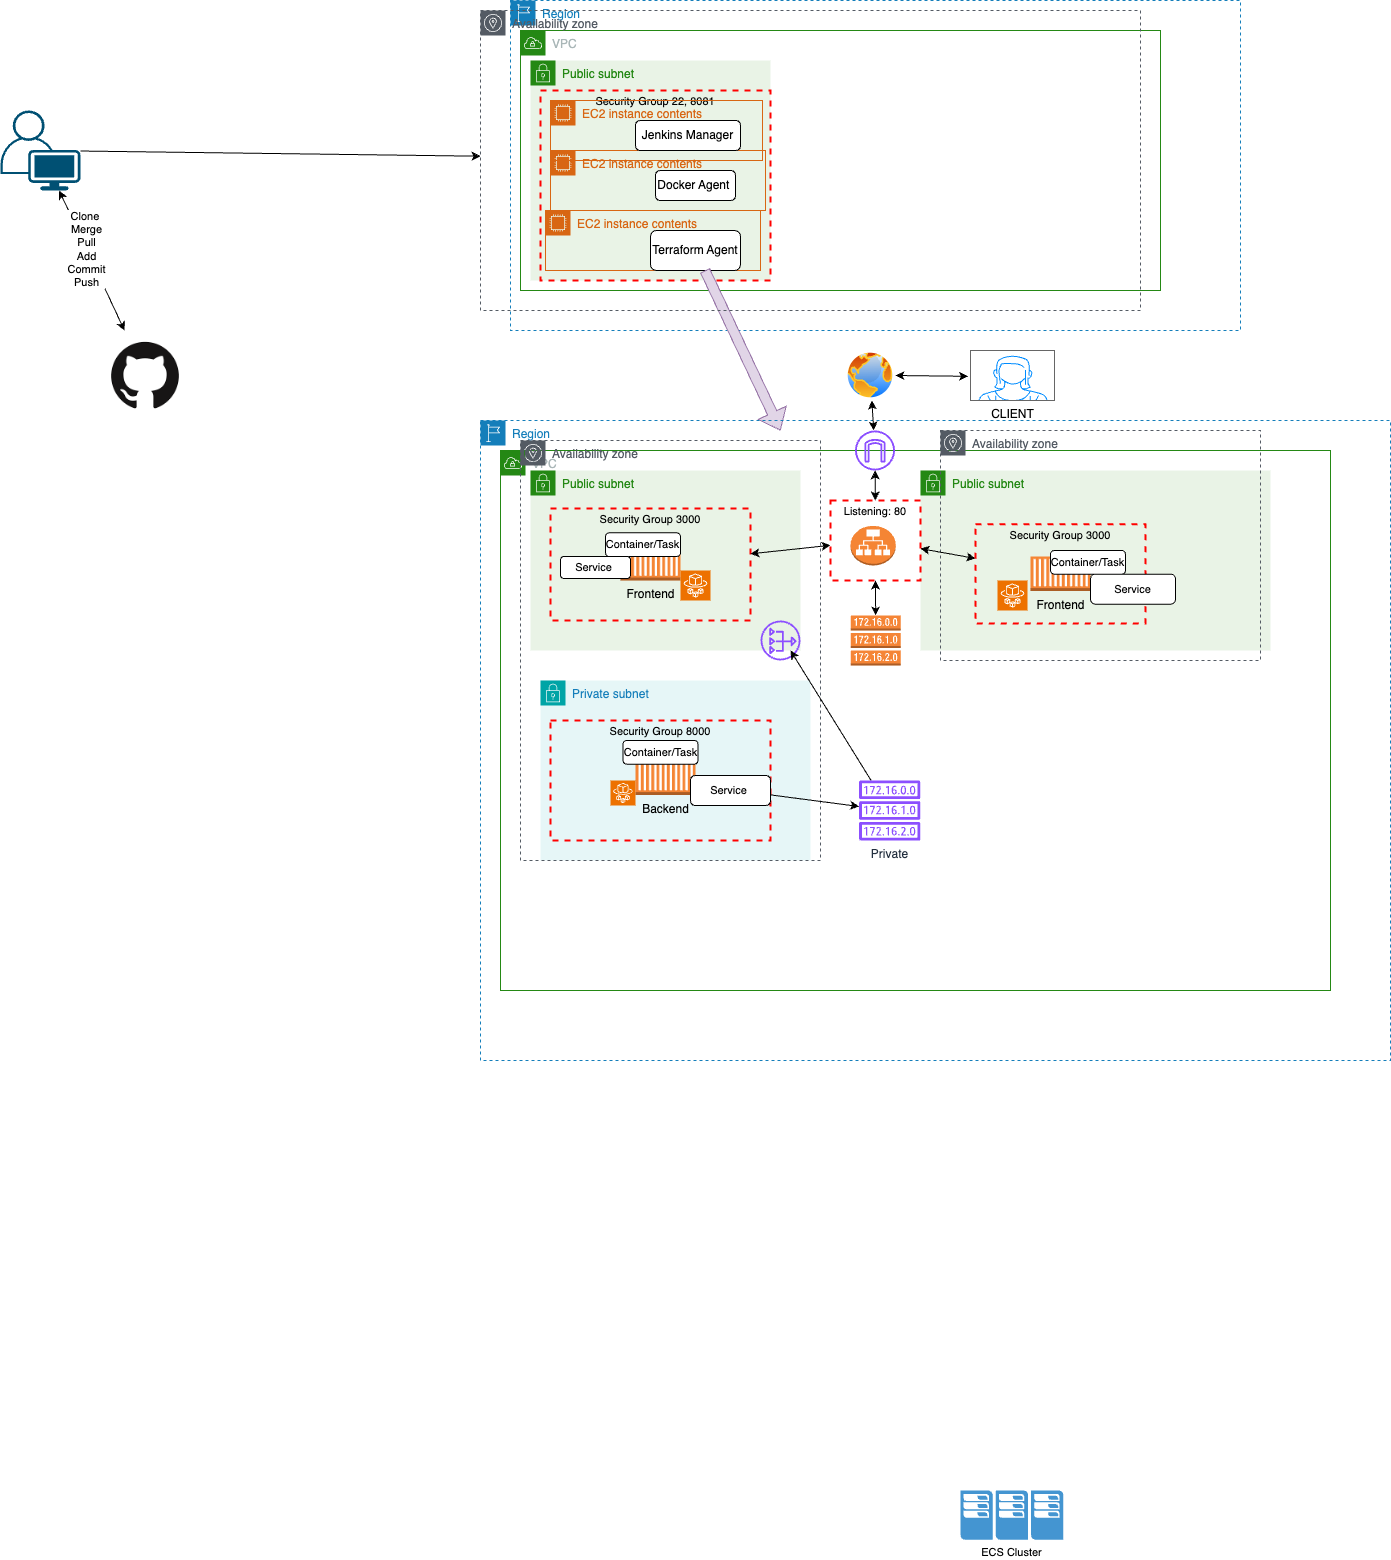 Region
Availability zone
VPC
Public subnet
Security Group 22, 8081
EC2 instance contents
Jenkins Manager
EC2 instance contents
Docker Agent
EC2 instance contents
Terraform Agent
Clone
Merge
Pull
Add
Commit
Push
CLIENT
Region
Availability zone
VPC
Public subnet
Security Group 3000
Container/Task
Service
Frontend
Listening: 80
172.16.0.0
172.16.1.0
172.16.2.0
Availability zone
Public subnet
Security Group 3000
Container/Task
Service
Frontend
Private subnet
Security Group 8000
Container/Task
Service
Backend
172.16.0.0
172.16.1.0
172.16.2.0
Private
ECS Cluster